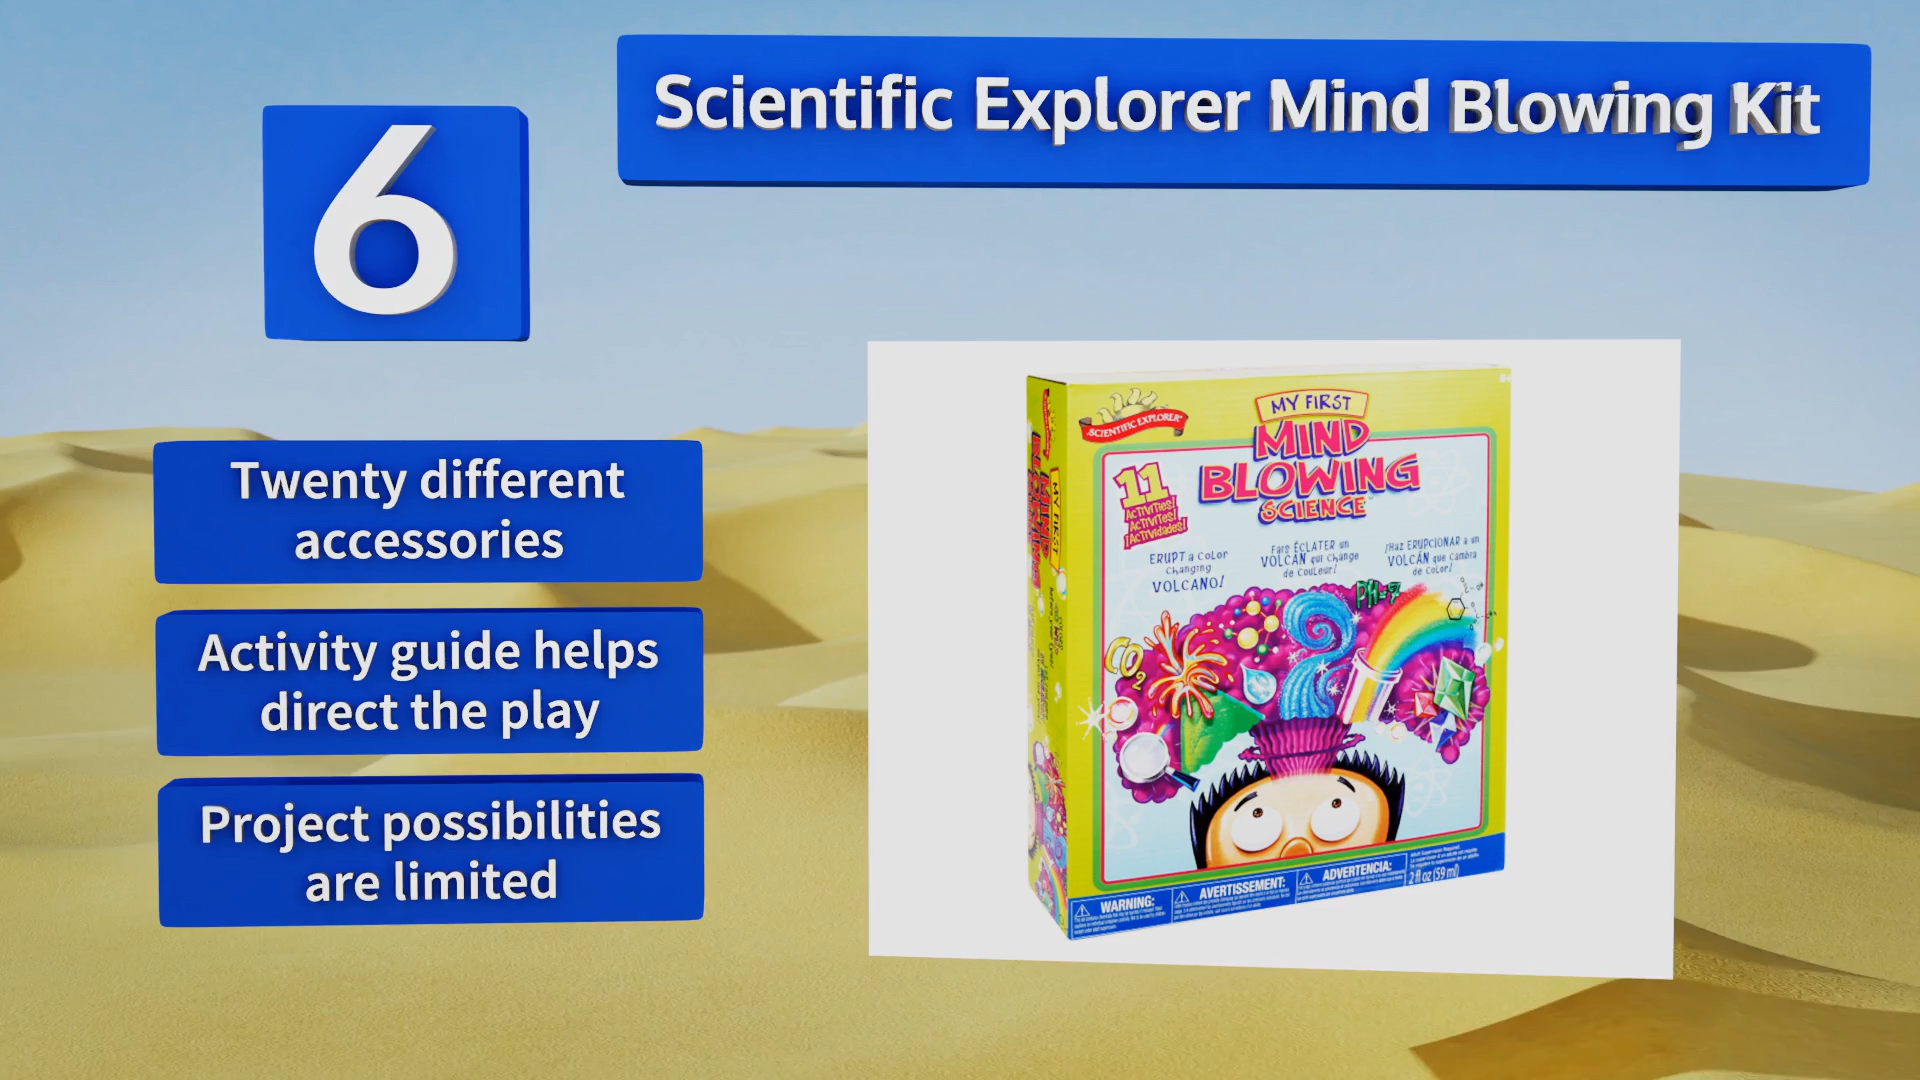 6
Scientific Explorer Mind Blowing Kit
Twenty different
accessories
Activity guide helps
direct the play
Project possibilities
are limited
SCIENTIFIC EXPLORER
MY FIRST
MIND
BLOWING
SCIENCE
11
ACTIVITIES!
ACTIVITÉS!
¡ACTIVIDADES!
ERUPT a COLOR
Changing
VOLCANO!
Fais ÉCLATER un
VOLCAN qui change
de couleur!
¡Haz ERUPCIONAR a un
VOLCÁN que cambia
de color!
PH=7
CO2
WARNING:
AVERTISSEMENT:
ADVERTENCIA:
2 fl oz (59 ml)